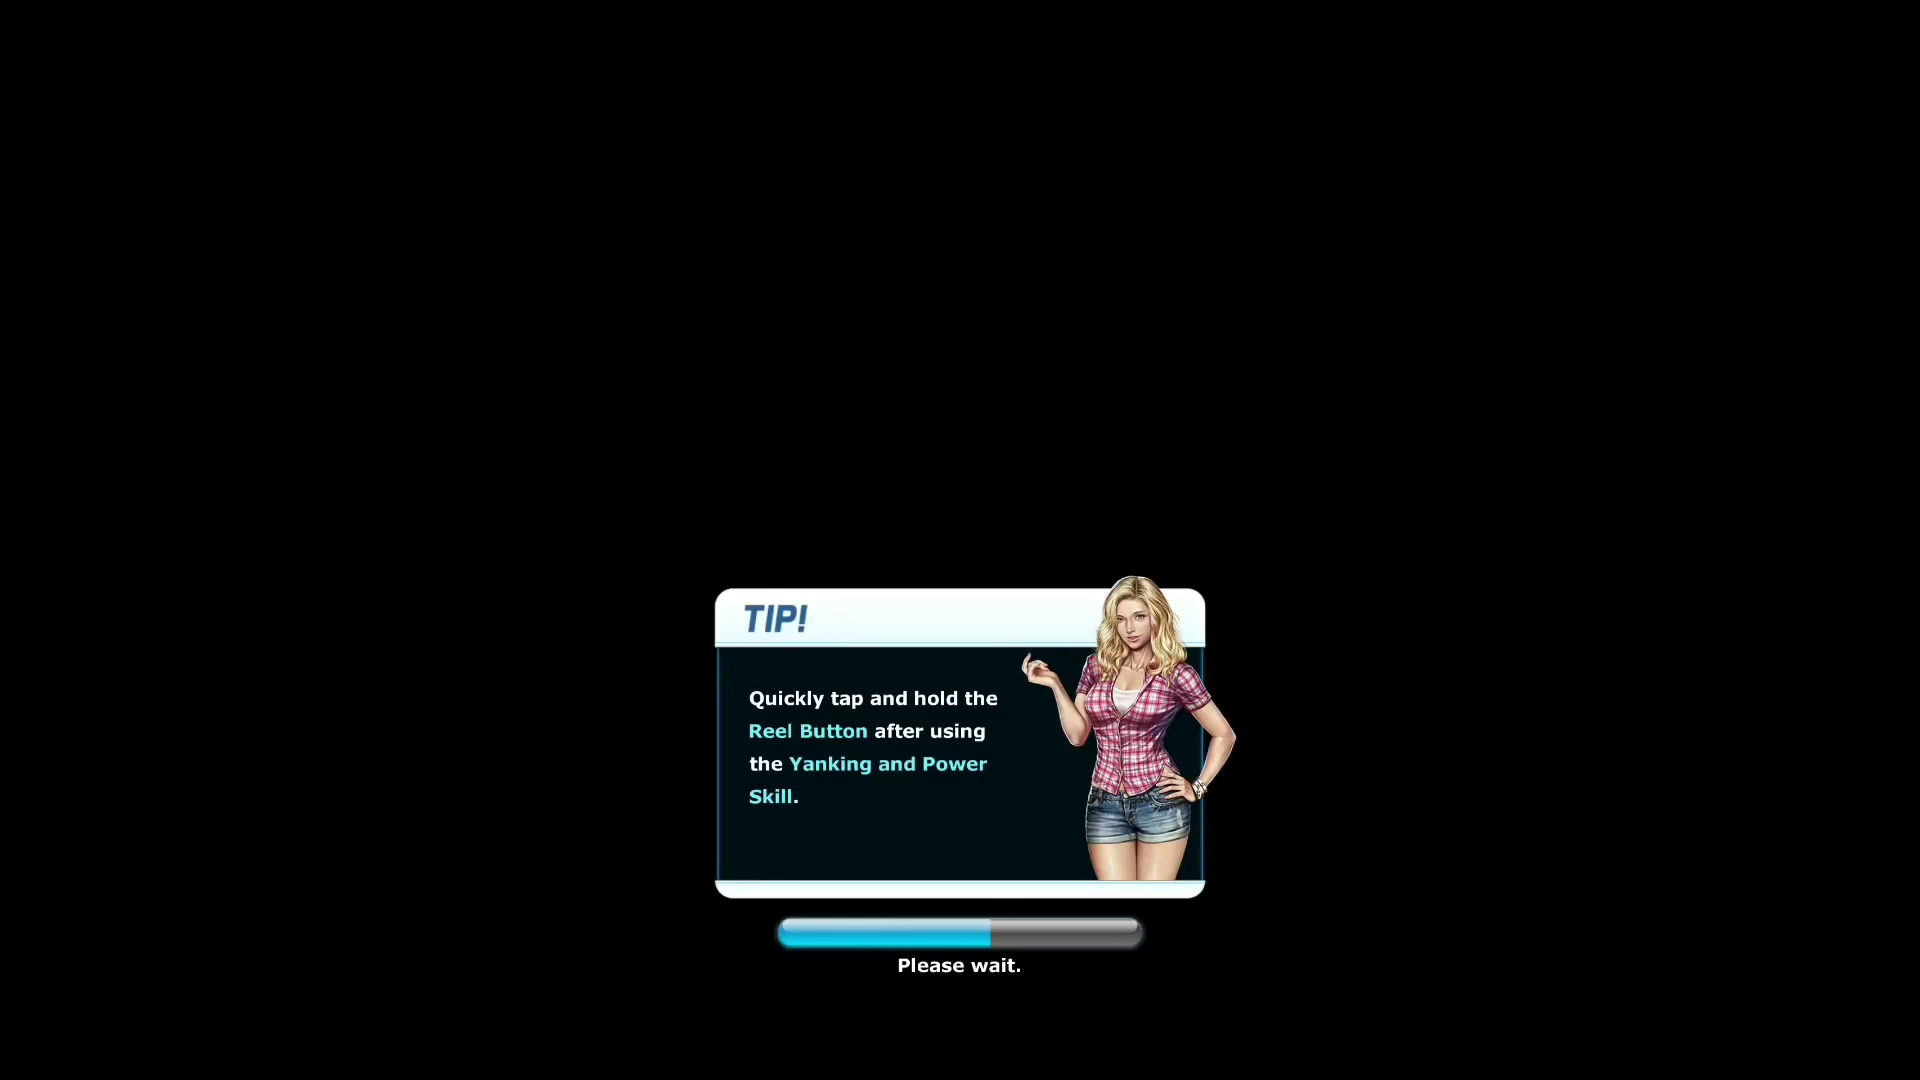 TIP!
Quickly tap and hold the
Reel Button after using
the Yanking and Power
Skill.
Please wait.